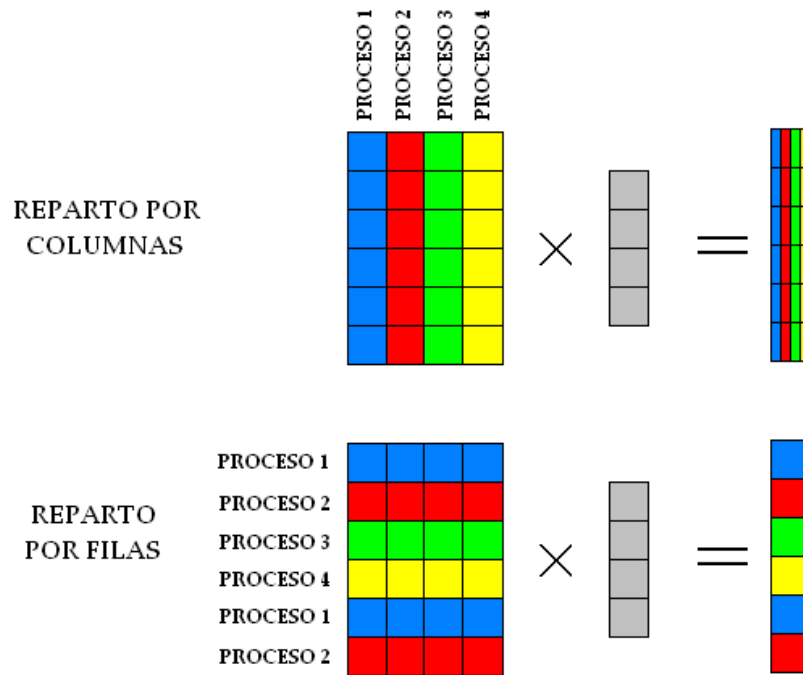 PROCESO 1
PROCESO 2
PROCESO 3
PROCESO 4
REPARTO POR
COLUMNAS
×
=
REPARTO
POR FILAS
PROCESO 1
PROCESO 2
PROCESO 3
PROCESO 4
PROCESO 1
PROCESO 2
×
=